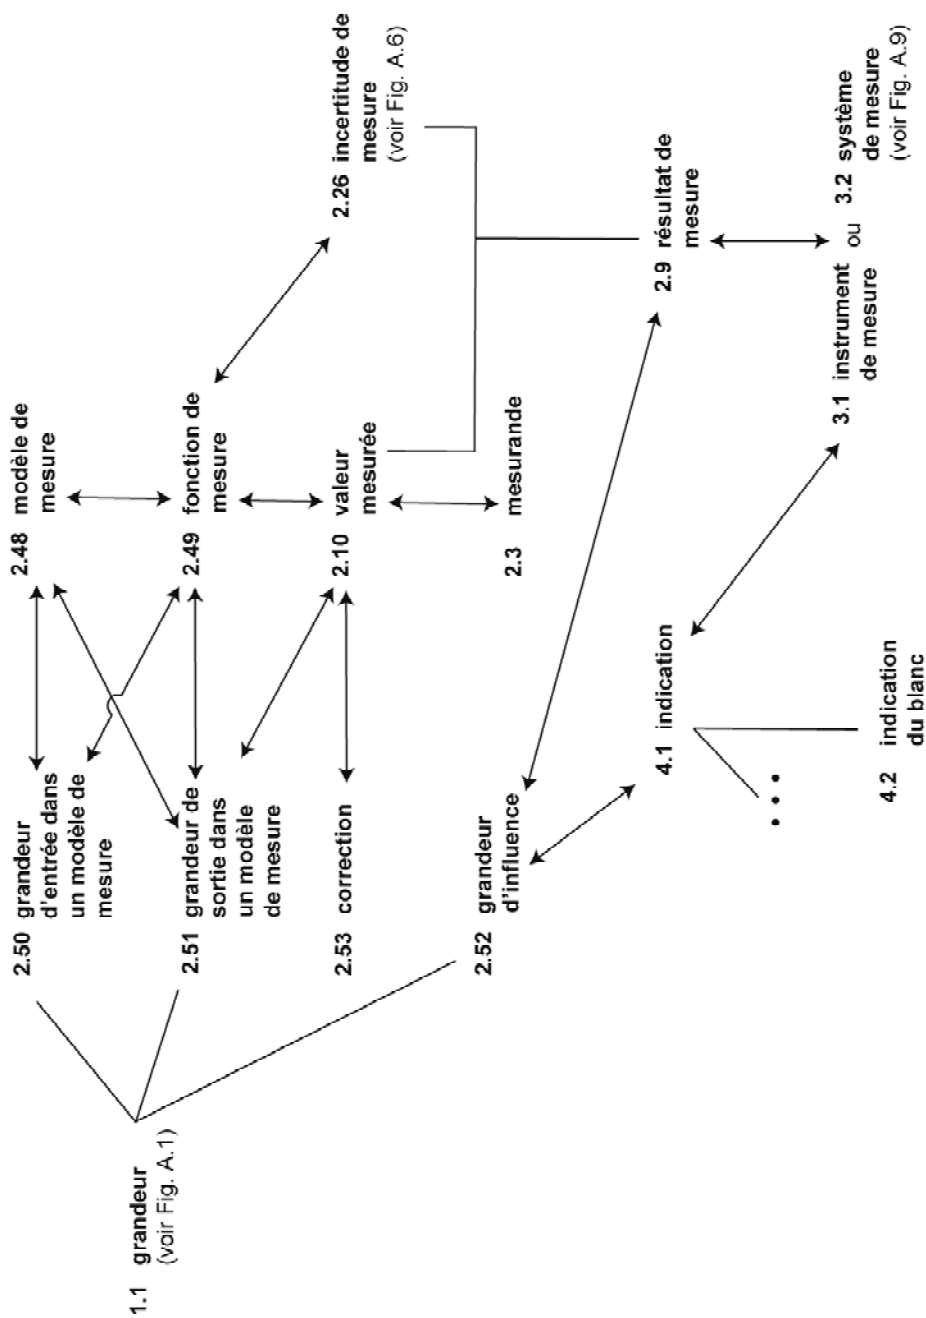 1.1 grandeur
(voir Fig. A.1)
2.50 grandeur
d'entrée dans
un modèle de
mesure
2.51 grandeur de
sortie dans
un modèle
de mesure
2.53 correction
2.52 grandeur
d'influence
2.48 modèle de
mesure
2.49 fonction de
mesure
2.10 valeur
mesurée
2.3 mesurande
2.26 incertitude de
mesure
(voir Fig. A.6)
2.9 résultat de
mesure
4.1 indication
• • •
4.2 indication
du blanc
3.1 instrument ou 3.2 système
de mesure de mesure
(voir Fig. A.9)